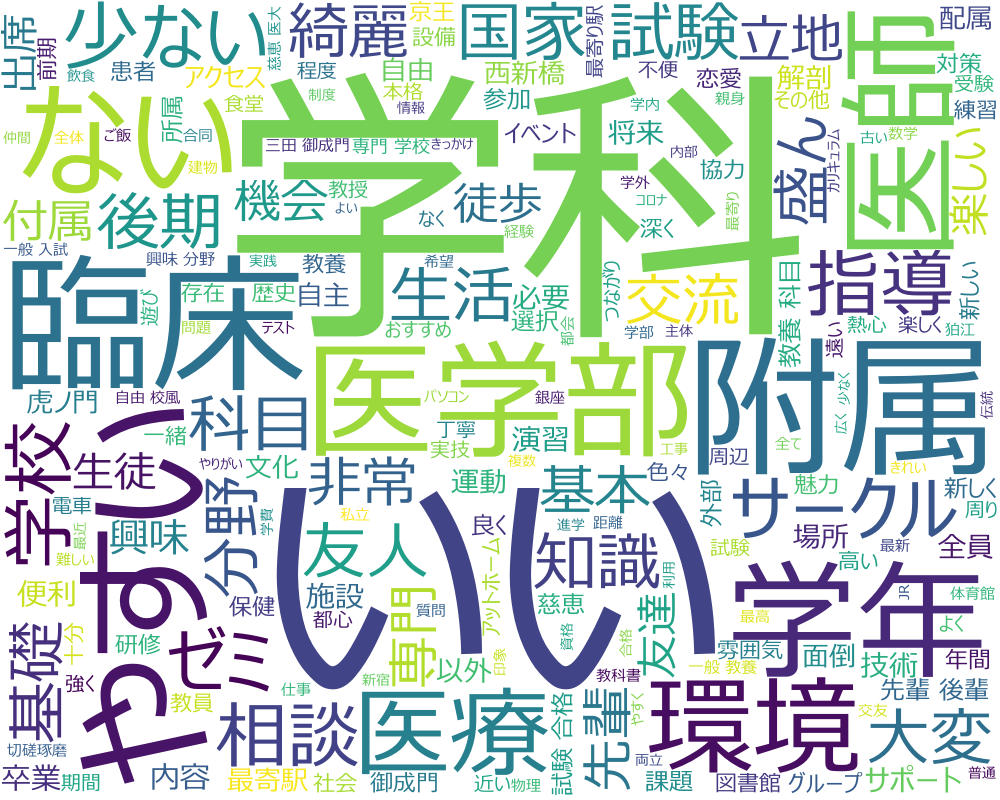 出席
前期
少ない
飲食
患者
綺麗
慈恵 医大
アクセス
程度
京王
設備
国家
試験
最寄り駅
立地
不便
恋愛
解剖
その他
医師
配属
対策
受験
練習
ない
仲間
全体
所属
ご飯
合同
食堂
自由
本格
制度
情報
西新橋
参加
イベント
将来
学内
親身
古い
数学
カリキュラム
楽しい
建物
三田 御成門
専門 学校
きっかけ
学科
内部
協力
盛ん
付属
後期
機会
教授
よい
なく
徒歩
経験
学外
コロナ
深く
最寄り
一般 入試
興味 分野
実践
教養
希望
生活
必要
選択
つながり
交流
指導
新しい
臨床
遊び
存在
歴史
自主
おすすめ
都会
学部
主体
教養 科目
遠い
熱心
楽しく
狛江
問題
テスト
医学部
附属
虎ノ門
自由 校風
パソコン
銀座
広く
少なく
伝統
学校
やすい
一緒
科目
丁寧
実技
演習
工事
全て
生徒
やりがい
文化
非常
いい
複数
運動
基本
色々
周辺
きれい
電車
最近
難しい
興味
分野
学費
友人
私立
良く
進学
距離
知識
外部
サークル
魅力
場所
新しく
周り
全員
便利
保健
施設
都心
質問
アットホーム
慈恵
利用
試験
最新
高い
JR
体育館
基礎
十分
研修
ゼミ
専門
以外
印象
資格
合格
友達
最高
学年
よく
強く
教員
仕事
新宿
教科書
一般 教養
雰囲気
面倒
技術
年間
切磋琢磨
相談
医療
先輩
やすく
環境
先輩 後輩
交友
大変
卒業
期間
内容
最寄駅
社会
御成門
近い
物理
試験 合格
両立
課題
図書館
グループ
サポート
普通